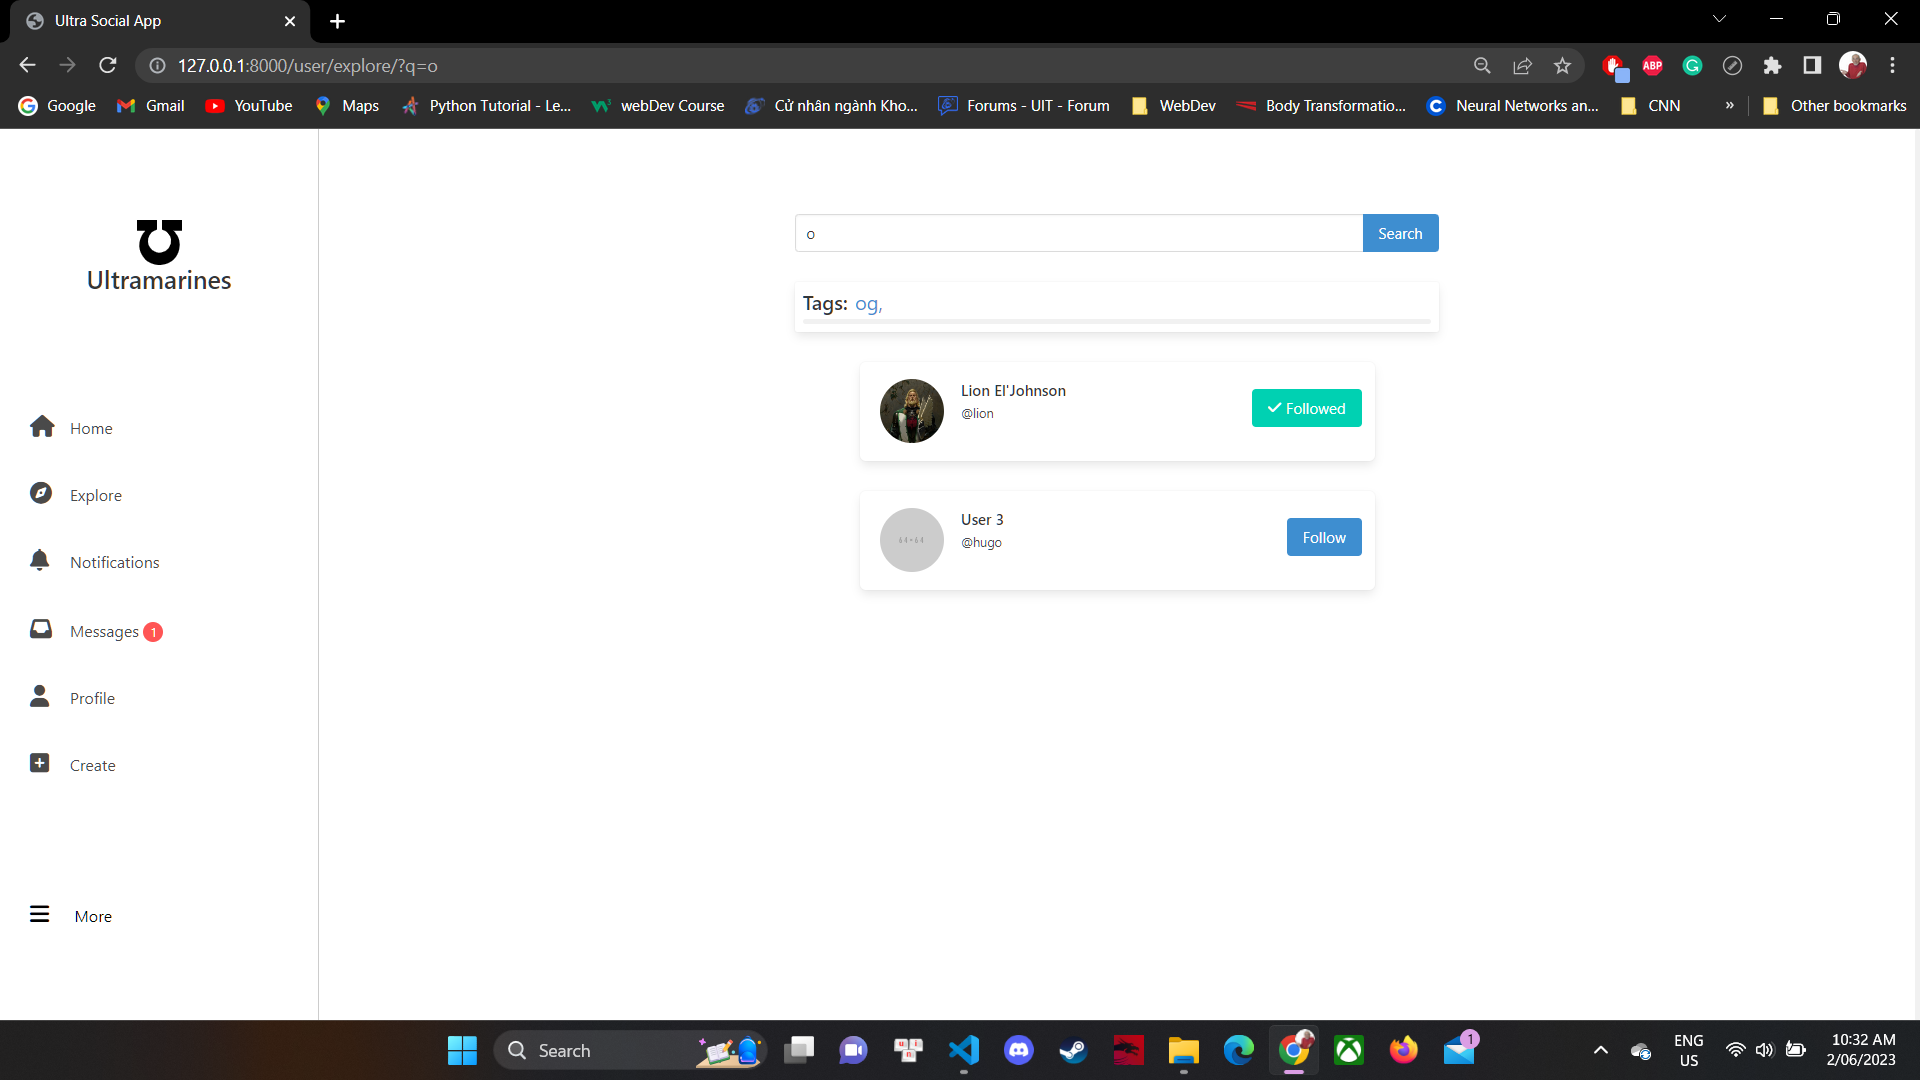 Ultra Social App
127.0.0.1:8000/user/explore/?q=o
ABP
Google
Gmail
YouTube
Maps
Python Tutorial - Le...
webDev Course
Cử nhân ngành Kho...
Forums - UIT - Forum
WebDev
Body Transformatio...
Neural Networks an...
CNN
»
Other bookmarks
Ultramarines
o
Search
Tags: og,
Lion El'Johnson
@lion
Followed
User 3
@hugo
Follow
Home
Explore
Notifications
Messages 1
Profile
Create
More
Search
1
ENG
US
10:32 AM
2/06/2023